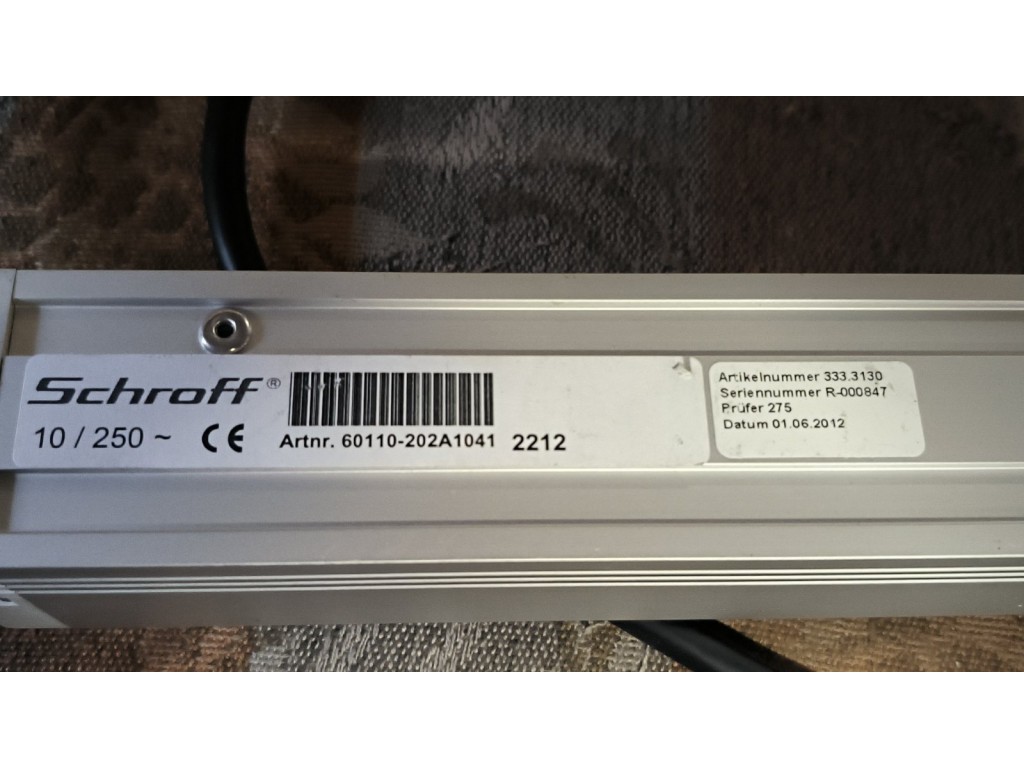 Schroff®
10 / 250 ~ CE
Artnr. 60110-202A1041 2212
Artikelnummer 333.3130
Seriennummer R-000847
Prüfer 275
Datum 01.06.2012